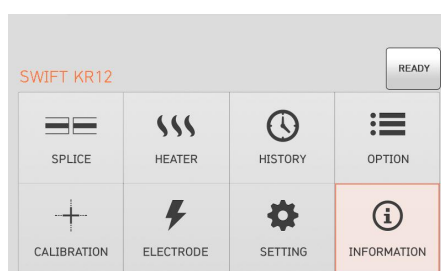 READY
SWIFT KR12
SPLICE HEATER HISTORY OPTION
CALIBRATION ELECTRODE SETTING INFORMATION